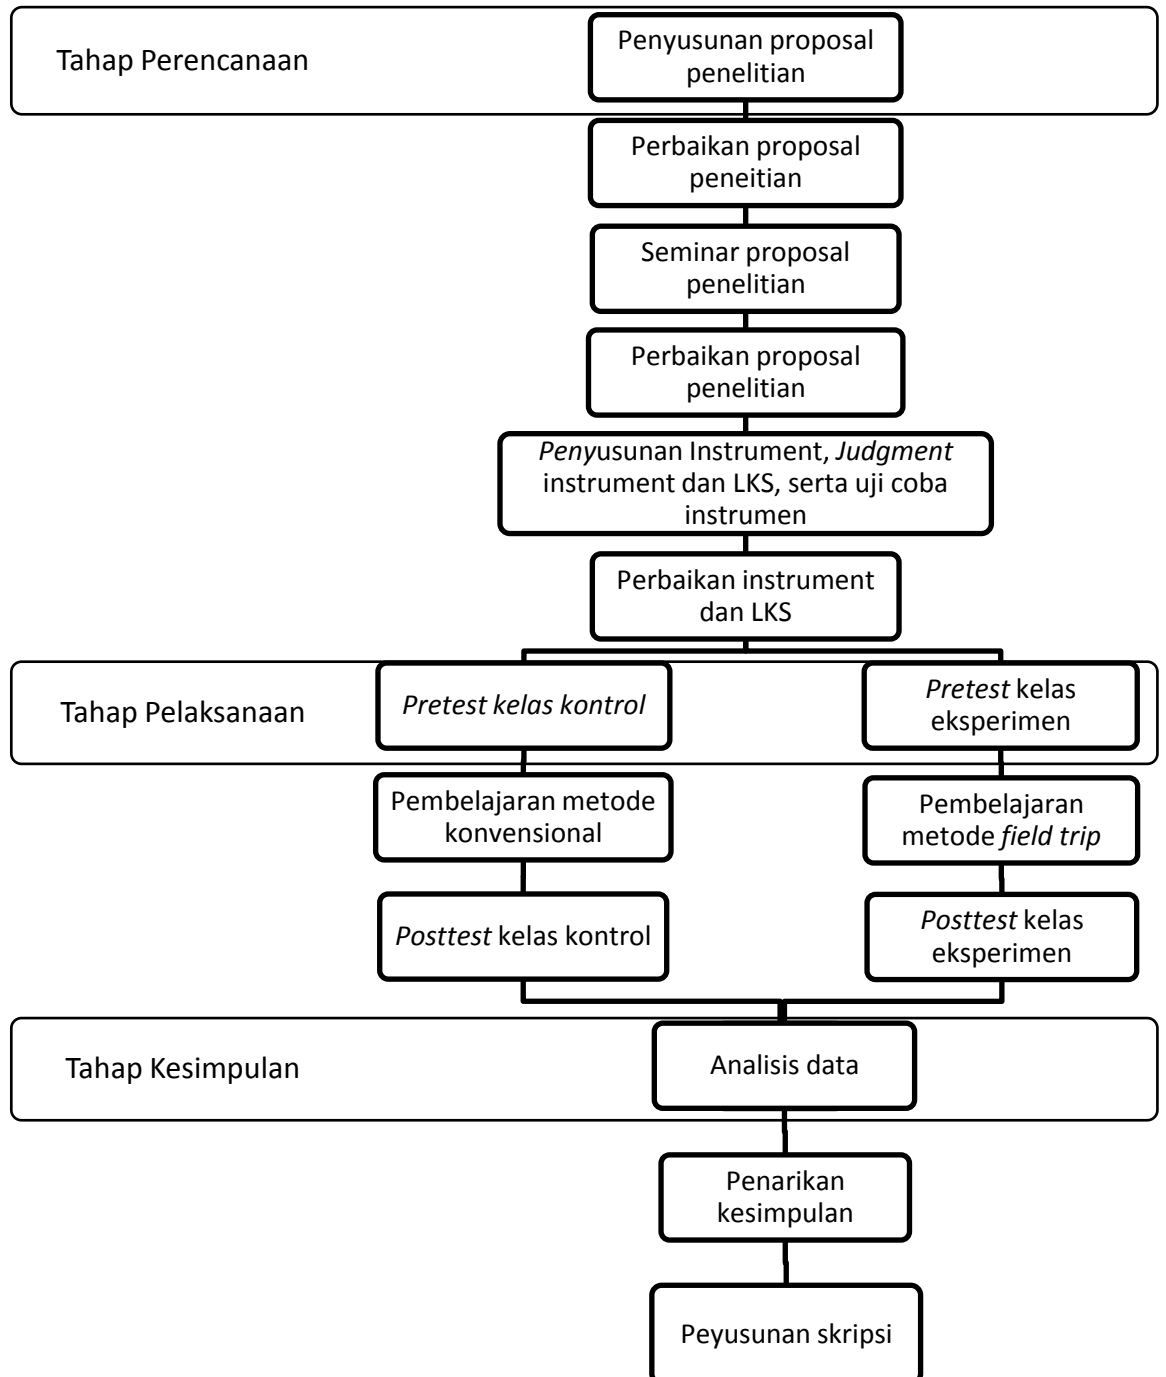 Tahap Perencanaan
Penyusunan proposal
penelitian
Perbaikan proposal
peneitian
Seminar proposal
penelitian
Perbaikan proposal
penelitian
Penyusunan Instrument, Judgment
instrument dan LKS, serta uji coba
instrumen
Perbaikan instrument
dan LKS
Tahap Pelaksanaan
Pretest kelas kontrol
Pretest kelas
eksperimen
Pembelajaran metode
konvensional
Pembelajaran
metode field trip
Posttest kelas kontrol
Posttest kelas
eksperimen
Tahap Kesimpulan
Analisis data
Penarikan
kesimpulan
Peyusunan skripsi